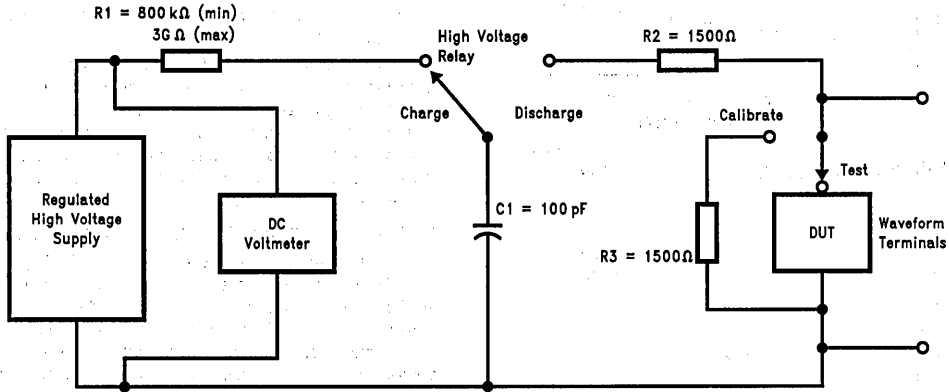 R1 = 800 kΩ (min)
3G Ω (max)
High Voltage
Relay
R2 = 1500Ω
Charge
Discharge
Calibrate
Test
Regulated
High Voltage
Supply
DC
Voltmeter
C1 = 100 pF
R3 = 1500Ω
DUT
Waveform
Terminals